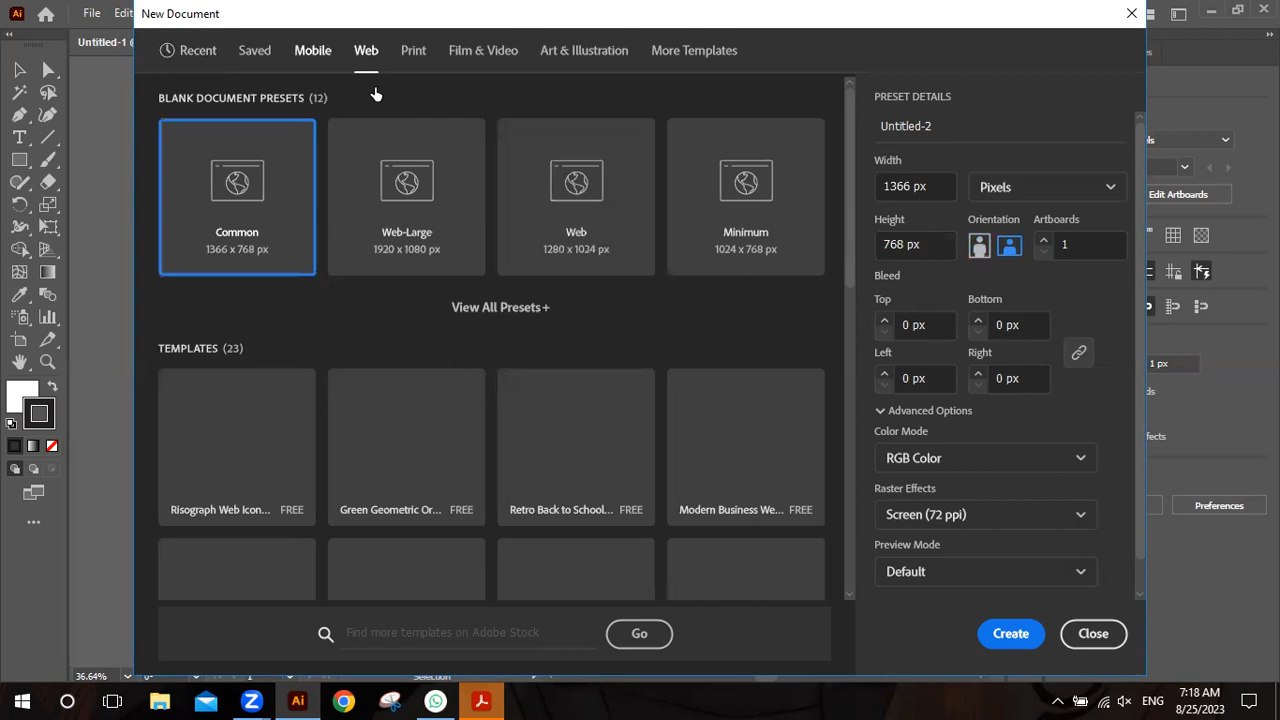 New Document
Ai
File
Edit
Untitled-1 @
Recent
Saved
Mobile
Web
Print
Film & Video
Art & Illustration
More Templates
BLANK DOCUMENT PRESETS (12)
Common
1366 x 768 px
Web-Large
1920 x 1080 px
Web
1280 x 1024 px
Minimum
1024 x 768 px
View All Presets+
TEMPLATES (23)
Risograph Web Icon... FREE
Green Geometric Or... FREE
Retro Back to School... FREE
Modern Business We... FREE
Find more templates on Adobe Stock
Go
PRESET DETAILS
Untitled-2
Width
1366 px
Pixels
Height
Orientation
Artboards
768 px
1
Bleed
Top
Bottom
0 px
0 px
Left
Right
0 px
0 px
Advanced Options
Color Mode
RGB Color
Raster Effects
Screen (72 ppi)
Preview Mode
Default
Create
Close
Edit Artboards
1 px
Preferences
36.64%
0°
1
Selection
Ai
ENG
7:18 AM
8/25/2023